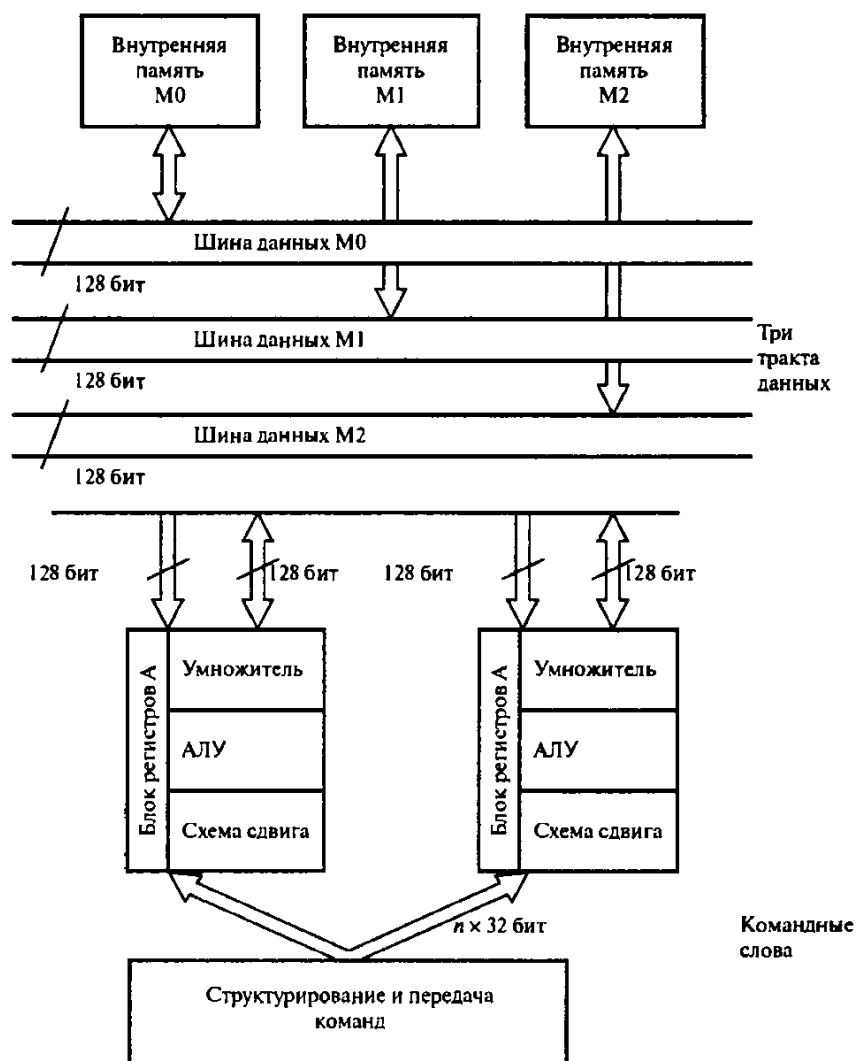 Внутренняя
память
M0
Внутренняя
память
M1
Внутренняя
память
M2
Шина данных M0
128 бит
Шина данных M1
128 бит
Шина данных M2
128 бит
Три
тракта
данных
128 бит
128 бит
128 бит
128 бит
Блок регистров А
Умножитель
АЛУ
Схема сдвига
Блок регистров А
Умножитель
АЛУ
Схема сдвига
n × 32 бит
Командные
слова
Структурирование и передача
команд